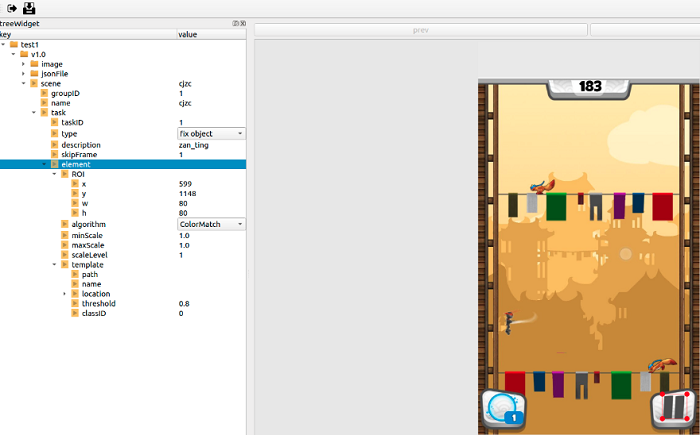 treeWidget
key value
test1
v1.0
image
jsonFile
scene cjzc
groupID 1
name cjzc
task
taskID 1
type fix object
description zan_ting
skipFrame 1
element
ROI
x 599
y 1148
w 80
h 80
algorithm ColorMatch
minScale 1.0
maxScale 1.0
scaleLevel 1
template
path
name
location
threshold 0.8
classID 0
prev
183
1